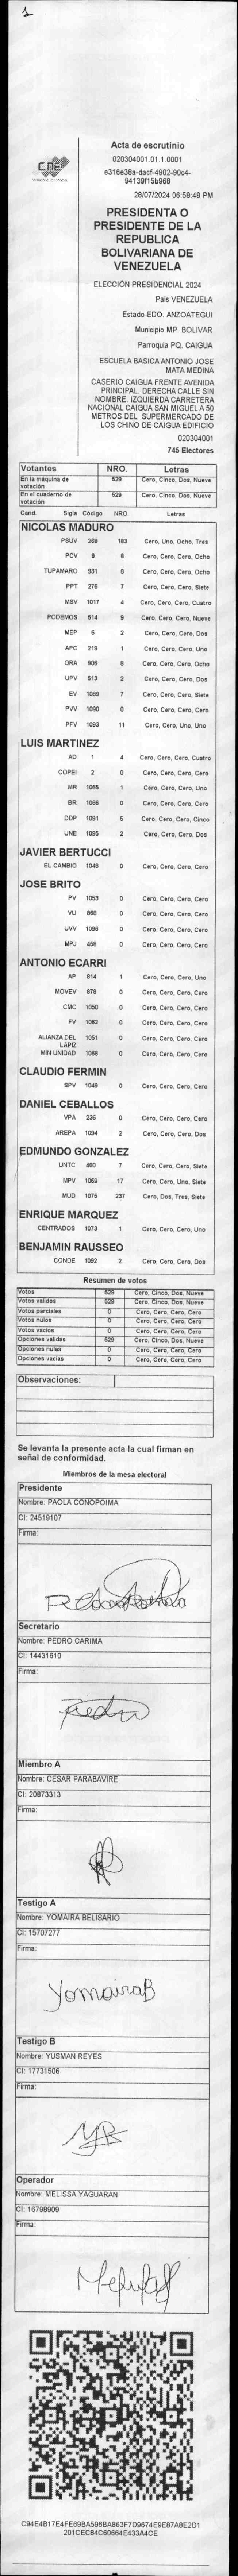 1
CNE
Acta de escrutinio
020304001.01.1.0001
e316e38a-dacf-4902-90c4-
94139f15b968
28/07/2024 06:58:48 PM
PRESIDENTA O
PRESIDENTE DE LA
REPUBLICA
BOLIVARIANA DE
VENEZUELA
ELECCIÓN PRESIDENCIAL 2024
Pais VENEZUELA
Estado EDO. ANZOATEGUI
Municipio MP. BOLIVAR
Parroquia PQ. CAIGUA
ESCUELA BASICA ANTONIO JOSE
MATA MEDINA
CASERIO CAIGUA FRENTE AVENIDA
PRINCIPAL. DERECHA CALLE SIN
NOMBRE. IZQUIERDA CARRETERA
NACIONAL CAIGUA SAN MIGUEL A 50
METROS DEL SUPERMERCADO DE
LOS CHINO DE CAIGUA EDIFICIO
020304001
745 Electores
Votantes NRO. Letras
En la máquina de votación 529 Cero, Cinco, Dos, Nueve
En el cuaderno de votación 529 Cero, Cinco, Dos, Nueve
Cand. Sigla Código NRO. Letras
NICOLAS MADURO
PSUV 269 183 Cero, Uno, Ocho, Tres
PCV 8 8 Cero, Cero, Cero, Ocho
TUPAMARO 931 8 Cero, Cero, Cero, Ocho
PPT 276 7 Cero, Cero, Cero, Siete
MSV 1017 4 Cero, Cero, Cero, Cuatro
PODEMOS 514 9 Cero, Cero, Cero, Nueve
MEP 6 2 Cero, Cero, Cero, Dos
APC 219 1 Cero, Cero, Cero, Uno
ORA 906 8 Cero, Cero, Cero, Ocho
UPV 513 2 Cero, Cero, Cero, Dos
EV 1089 7 Cero, Cero, Cero, Siete
PVV 1090 0 Cero, Cero, Cero, Cero
PFV 1093 11 Cero, Cero, Uno, Uno
LUIS MARTINEZ
AD 1 4 Cero, Cero, Cero, Cuatro
COPEI 2 0 Cero, Cero, Cero, Cero
MR 1065 1 Cero, Cero, Cero, Uno
BR 1066 0 Cero, Cero, Cero, Cero
DDP 1091 5 Cero, Cero, Cero, Cinco
UNE 1095 2 Cero, Cero, Cero, Dos
JAVIER BERTUCCI
EL CAMBIO 1048 0 Cero, Cero, Cero, Cero
JOSE BRITO
PV 1053 0 Cero, Cero, Cero, Cero
VU 868 0 Cero, Cero, Cero, Cero
UVV 1096 0 Cero, Cero, Cero, Cero
MPJ 458 0 Cero, Cero, Cero, Cero
ANTONIO ECARRI
AP 914 1 Cero, Cero, Cero, Uno
MOVEV 876 0 Cero, Cero, Cero, Cero
CMC 1050 0 Cero, Cero, Cero, Cero
FV 1062 0 Cero, Cero, Cero, Cero
ALIANZA DEL LAPIZ 1051 0 Cero, Cero, Cero, Cero
MIN UNIDAD 1068 0 Cero, Cero, Cero, Cero
CLAUDIO FERMIN
SPV 1049 0 Cero, Cero, Cero, Cero
DANIEL CEBALLOS
VPA 236 0 Cero, Cero, Cero, Cero
AREPA 1094 2 Cero, Cero, Cero, Dos
EDMUNDO GONZALEZ
UNTC 460 7 Cero, Cero, Cero, Siete
MPV 1069 17 Cero, Cero, Uno, Siete
MUD 1075 237 Cero, Dos, Tres, Siete
ENRIQUE MARQUEZ
CENTRADOS 1073 1 Cero, Cero, Cero, Uno
BENJAMIN RAUSSEO
CONDE 1092 2 Cero, Cero, Cero, Dos
Resumen de votos
Votos 529 Cero, Cinco, Dos, Nueve
Votos validos 529 Cero, Cinco, Dos, Nueve
Votos parciales 0 Cero, Cero, Cero, Cero
Votos nulos 0 Cero, Cero, Cero, Cero
Votos vacios 0 Cero, Cero, Cero, Cero
Opciones validas 529 Cero, Cinco, Dos, Nueve
Opciones nulas 0 Cero, Cero, Cero, Cero
Opciones vacias 0 Cero, Cero, Cero, Cero
Observaciones:
Se levanta la presente acta la cual firman en
señal de conformidad.
Miembros de la mesa electoral
Presidente
Nombre: PAOLA CONOPOIMA
CI: 24519107
Firma:
Secretario
Nombre: PEDRO CARIMA
CI: 14431610
Firma:
Pedro
Miembro A
Nombre: CESAR PARABAVIRE
CI: 20873313
Firma:
Testigo A
Nombre: YOMAIRA BELISARIO
CI: 15707277
Firma:
YomairaB
Testigo B
Nombre: YUSMAN REYES
CI: 17731506
Firma:
Operador
Nombre: MELISSA YAGUARAN
CI: 16798909
Firma:
C94E4B17E4FE69BA596BA863F7D9674E9E87A8E2D1
201CEC84C60664E433A4CE